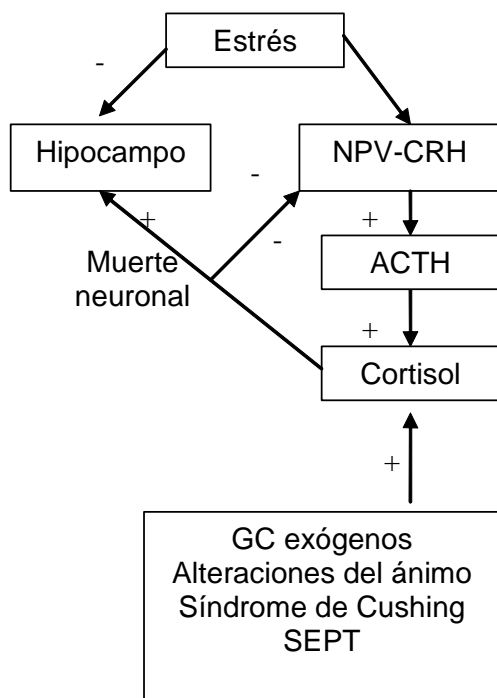 Estrés
-
Hipocampo
NPV-CRH
-
+
-
+
Muerte
neuronal
ACTH
+
Cortisol
+
GC exógenos
Alteraciones del ánimo
Síndrome de Cushing
SEPT